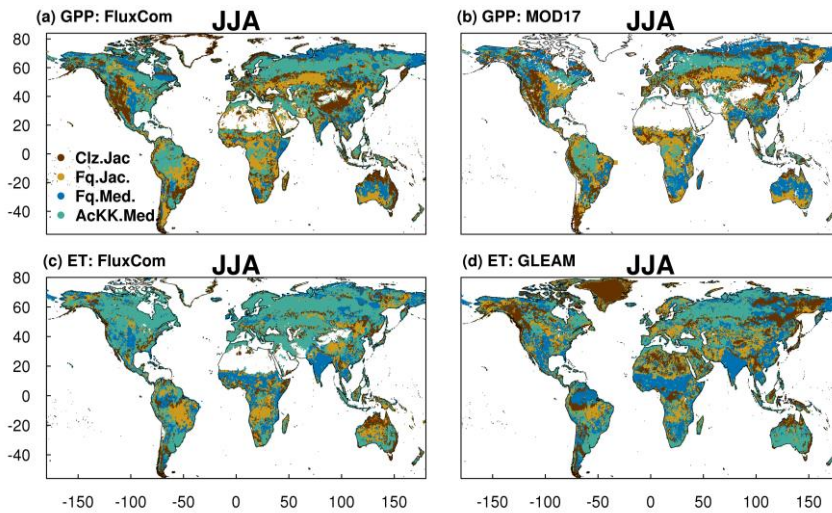 (a) GPP: FluxCom JJA
(b) GPP: MOD17 JJA
80
60
40
20
0
-20
-40
Clz.Jac
Fq.Jac.
Fq.Med.
AcKK.Med.
(c) ET: FluxCom JJA
(d) ET: GLEAM JJA
80
60
40
20
0
-20
-40
-150 -100 -50 0 50 100 150 -150 -100 -50 0 50 100 150